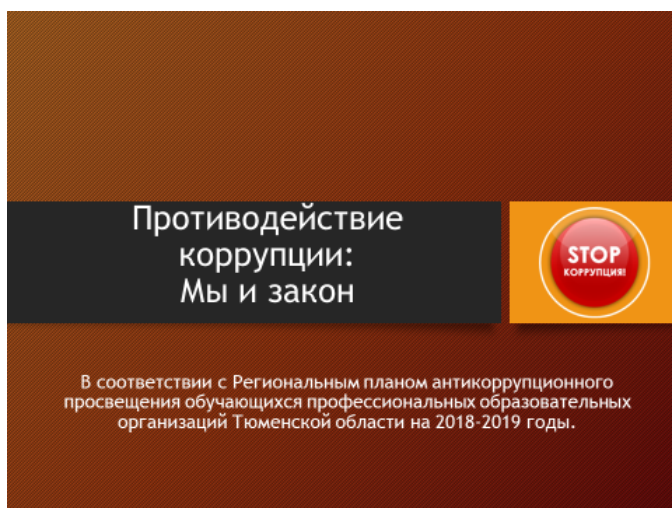 Противодействие
коррупции:
Мы и закон
STOP
КОРРУПЦИЯ!
В соответствии с Региональным планом антикоррупционного
просвещения обучающихся профессиональных образовательных
организаций Тюменской области на 2018-2019 годы.